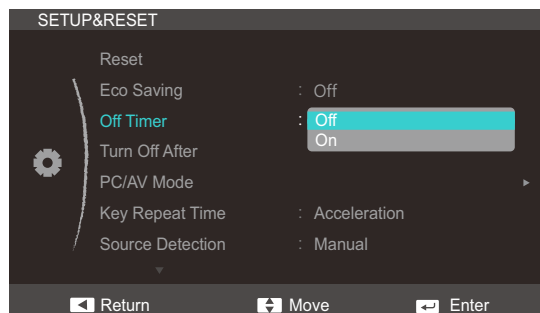 SETUP&RESET
Reset
Eco Saving : Off
Off Timer : Off
On
Turn Off After
PC/AV Mode
Key Repeat Time : Acceleration
Source Detection : Manual
Return Move Enter